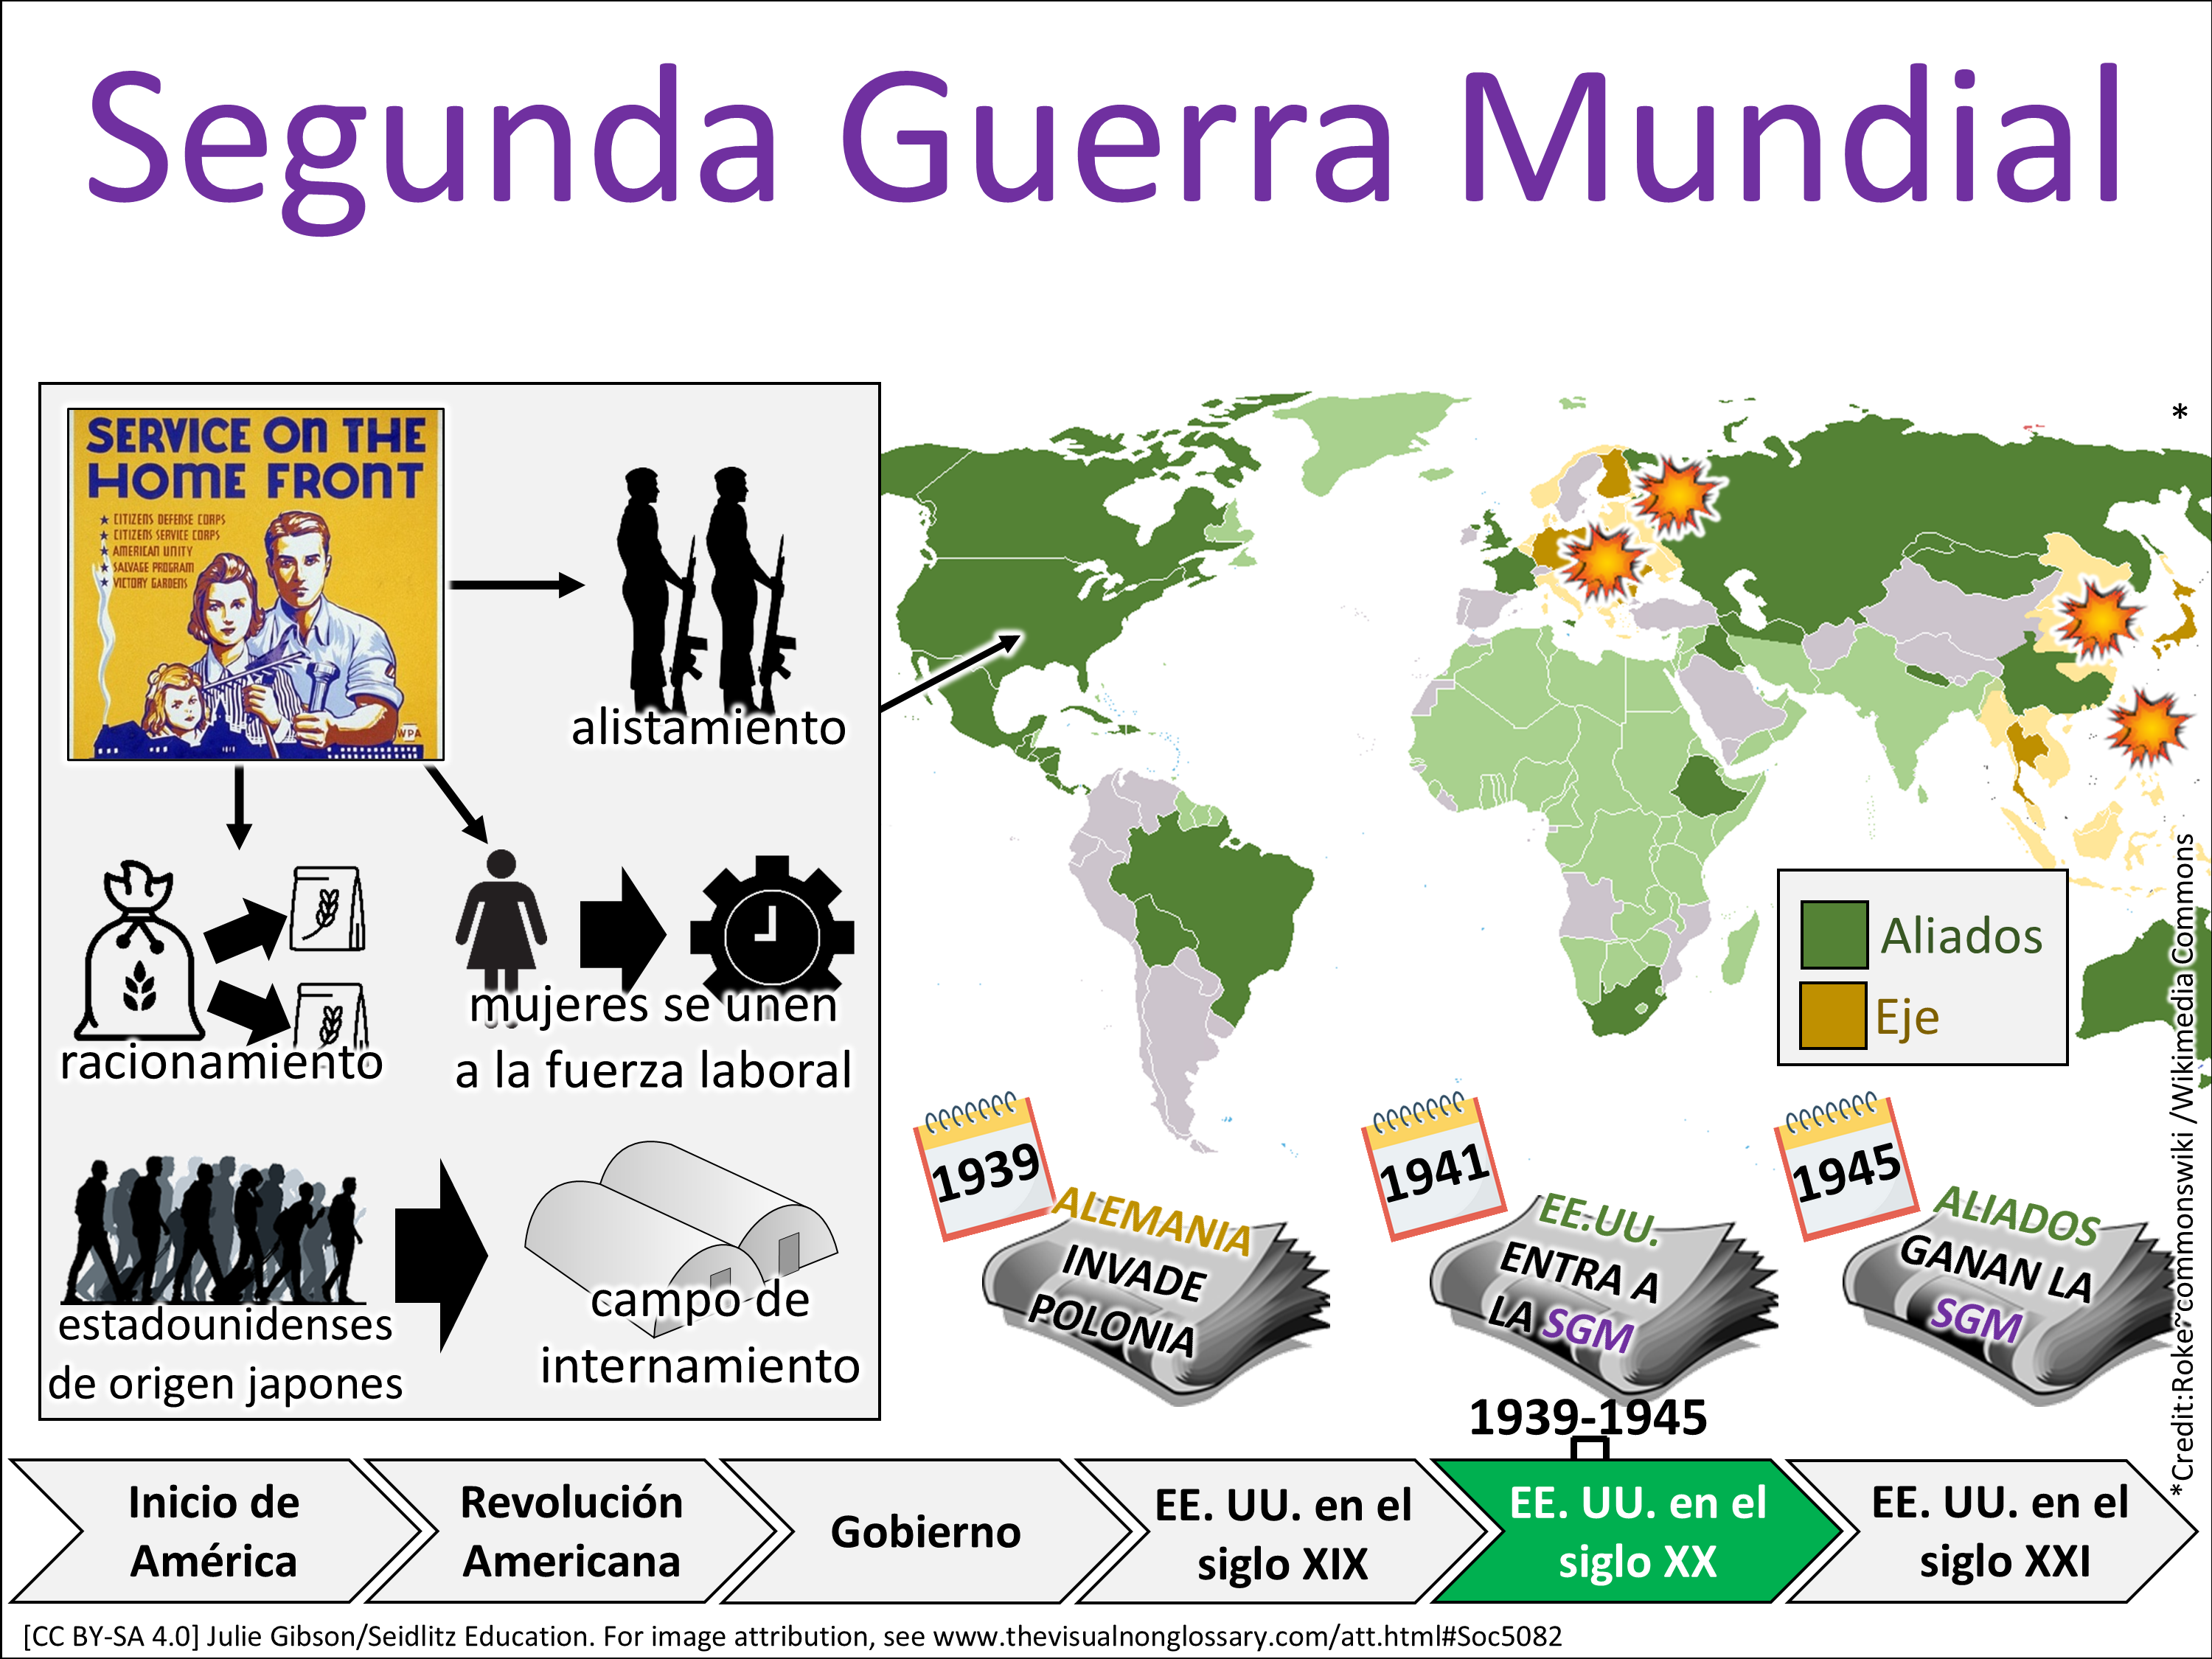 Segunda Guerra Mundial
SERVICE ON THE
HOME FRONT
★ CITIZENS DEFENSE CORPS
★ CITIZENS SERVICE CORPS
★ AMERICAN UNITY
★ SALVAGE PROGRAM
★ VICTORY GARDENS
WPA
alistamiento
racionamiento
mujeres se unen
a la fuerza laboral
estadounidenses
de origen japones
campo de
internamiento
*
Aliados
Eje
*Credit:Roke~commonswiki /Wikimedia Commons
1939
ALEMANIA
INVADE
POLONIA
1941
EE.UU.
ENTRA A
LA SGM
1945
ALIADOS
GANAN LA
SGM
1939-1945
Inicio de
América
Revolución
Americana
Gobierno
EE. UU. en el
siglo XIX
EE. UU. en el
siglo XX
EE. UU. en el
siglo XXI
[CC BY-SA 4.0] Julie Gibson/Seidlitz Education. For image attribution, see www.thevisualnonglossary.com/att.html#Soc5082